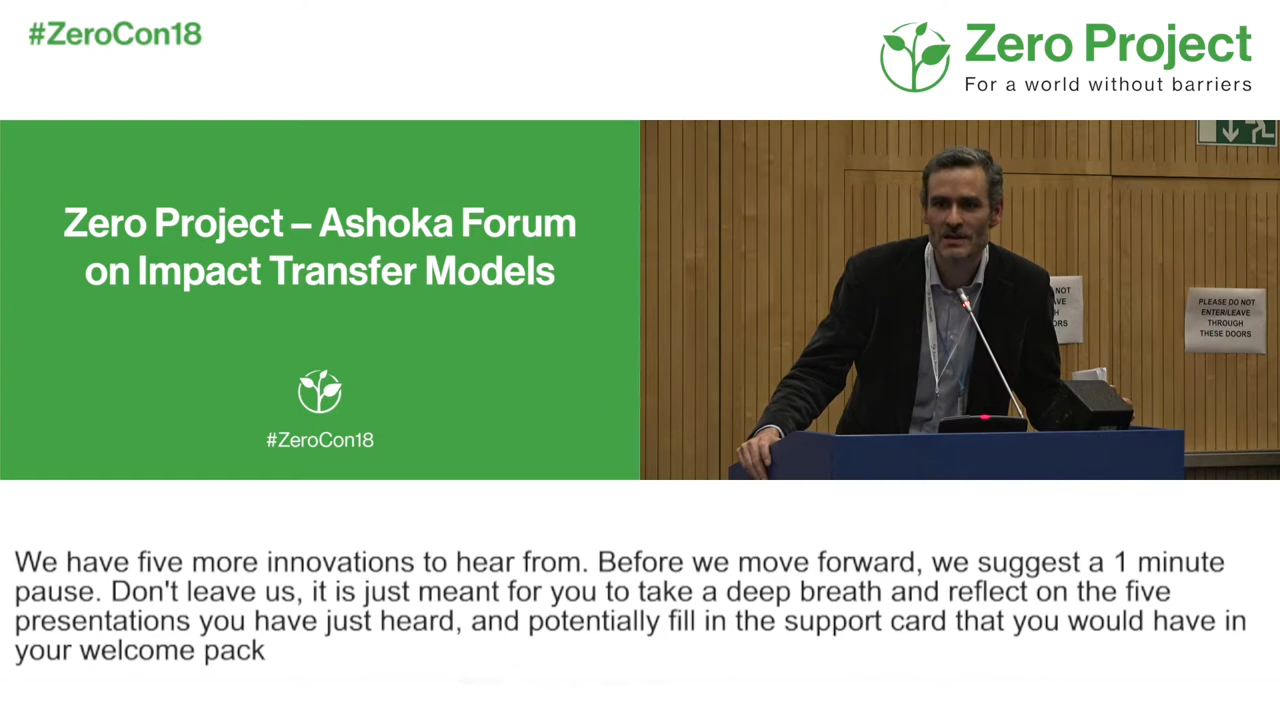 #ZeroCon18
Zero Project
For a world without barriers
Zero Project – Ashoka Forum
on Impact Transfer Models
#ZeroCon18
NOT
PLEASE DO NOT
ENTER/LEAVE
THROUGH
THESE DOORS
We have five more innovations to hear from. Before we move forward, we suggest a 1 minute
pause. Don't leave us, it is just meant for you to take a deep breath and reflect on the five
presentations you have just heard, and potentially fill in the support card that you would have in
your welcome pack